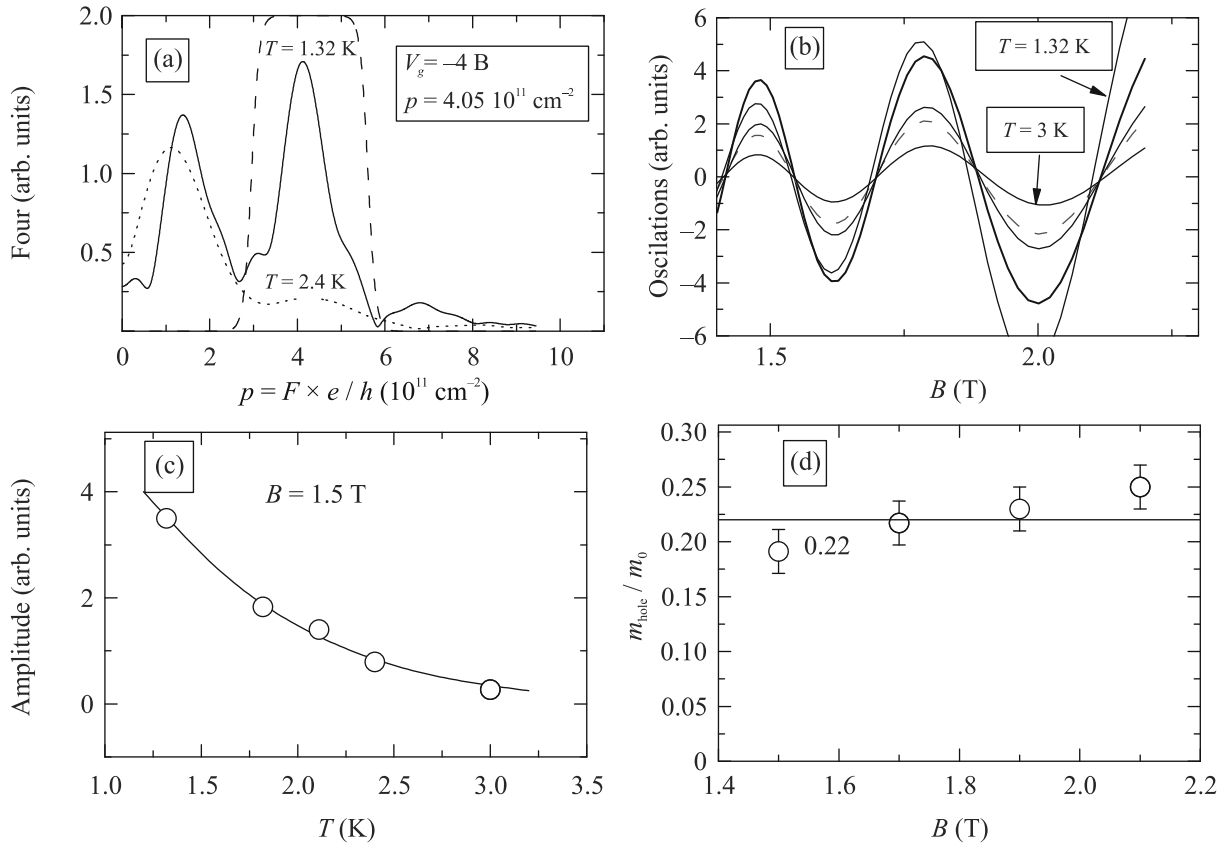 2.0
1.5
1.0
0.5
Four (arb. units)
(a)
T = 1.32 K
V_g = –4 B
p = 4.05 10¹¹ cm⁻²
T = 2.4 K
0 2 4 6 8 10
p = F × e / h (10¹¹ cm⁻²)
6
4
2
0
–2
–4
–6
Oscilations (arb. units)
(b)
T = 1.32 K
T = 3 K
1.5 2.0
B (T)
4
2
0
Amplitude (arb. units)
(c)
B = 1.5 T
1.0 1.5 2.0 2.5 3.0 3.5
T (K)
0.30
0.25
0.20
0.15
0.10
0.05
0
m_hole / m_0
(d)
0.22
1.4 1.6 1.8 2.0 2.2
B (T)